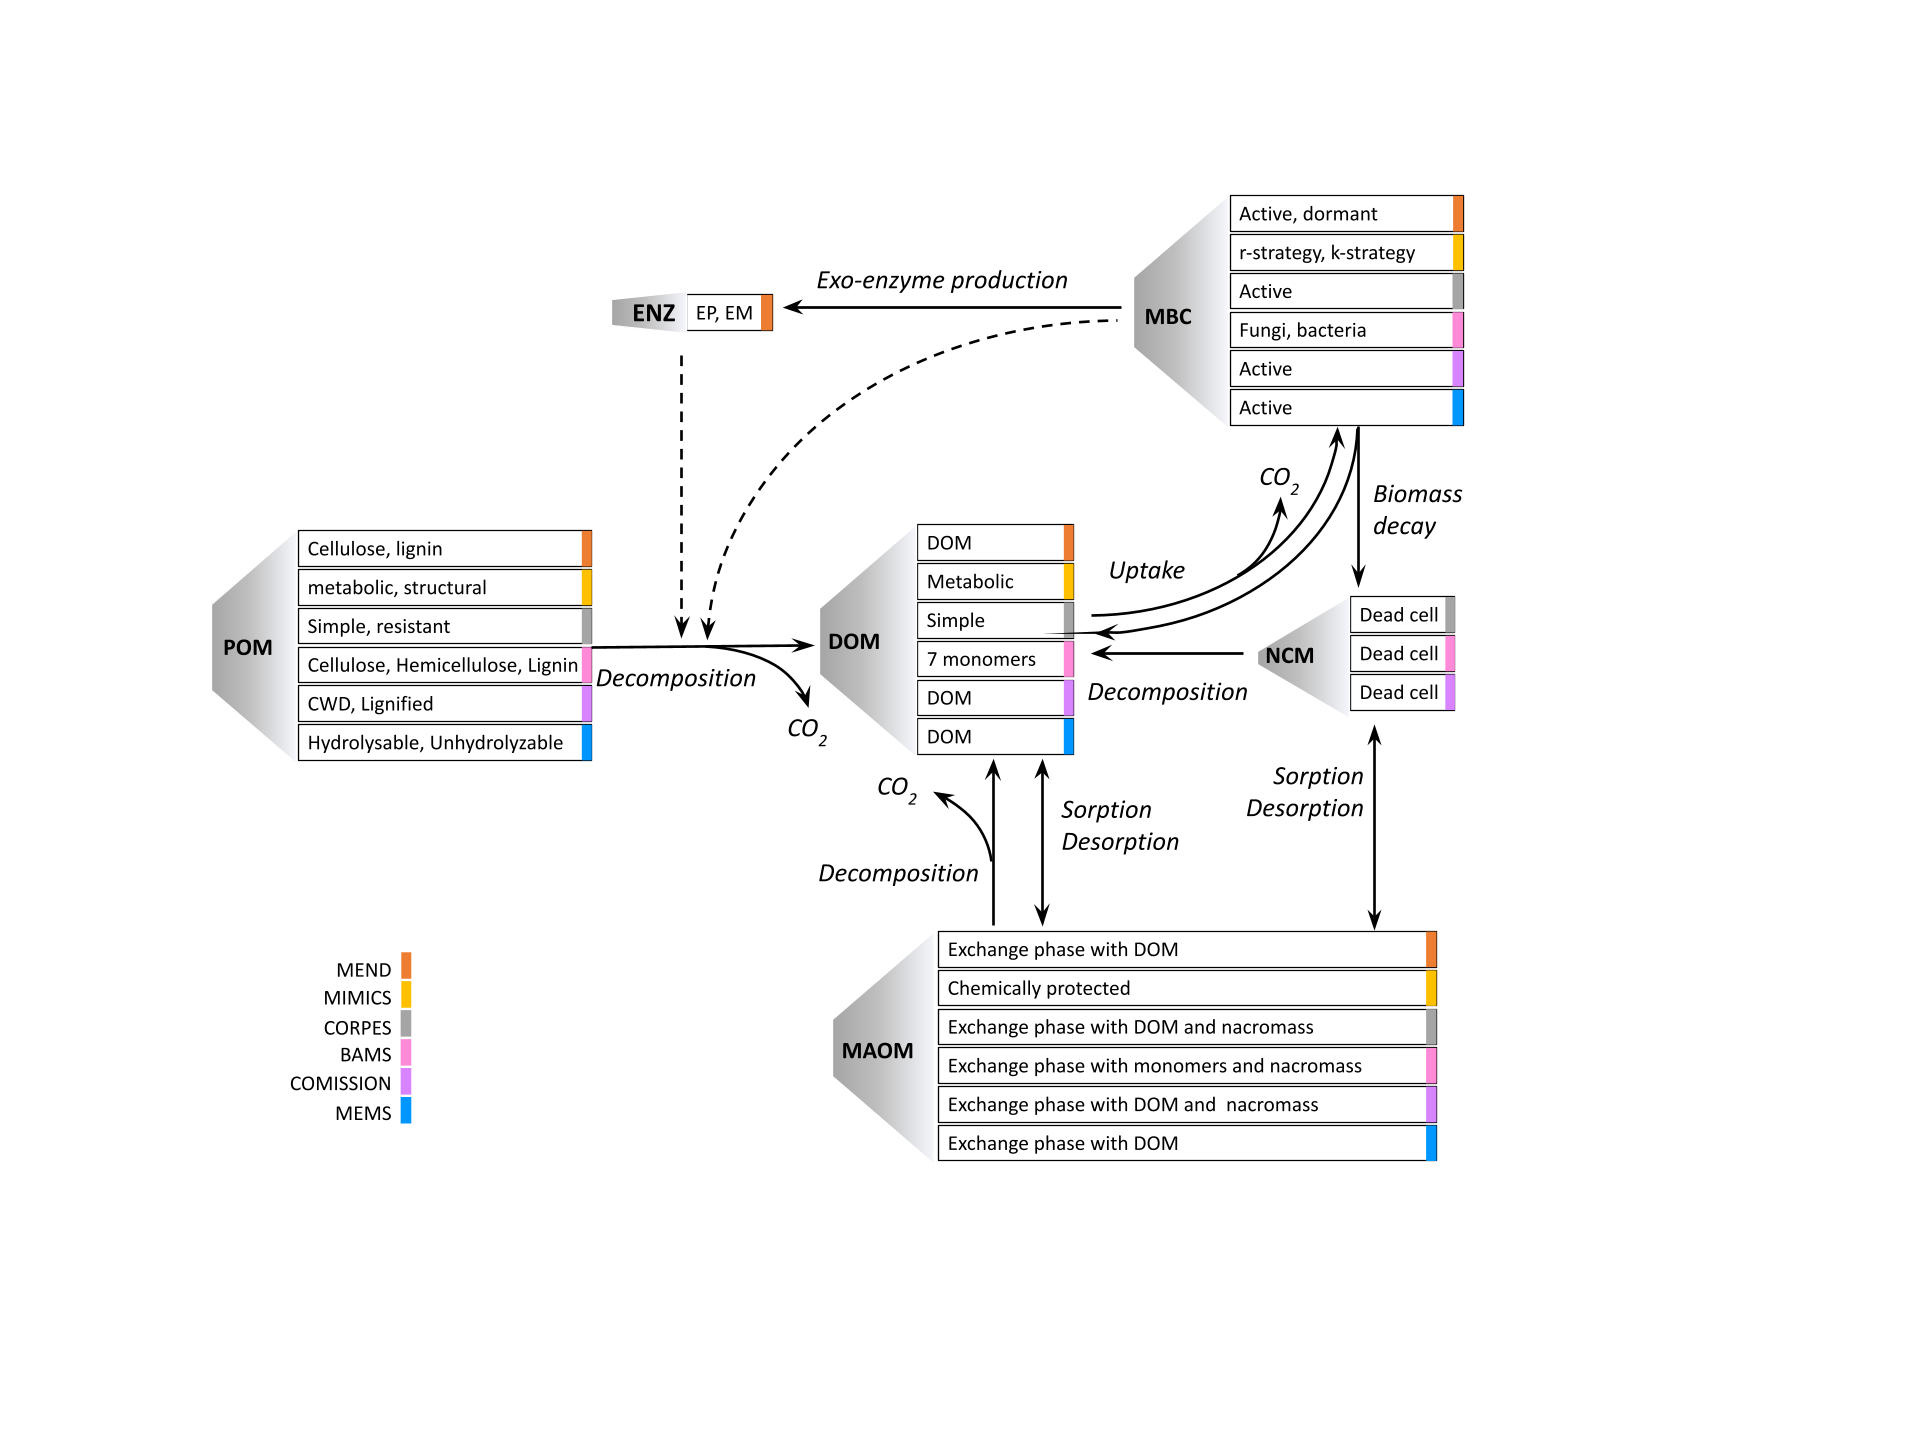 Active, dormant
r-strategy, k-strategy
Active
Fungi, bacteria
Active
Active
MBC
Exo-enzyme production
ENZ
EP, EM
CO2
Biomass
decay
Uptake
POM
Cellulose, lignin
metabolic, structural
Simple, resistant
Cellulose, Hemicellulose, Lignin
CWD, Lignified
Hydrolysable, Unhydrolyzable
Decomposition
CO2
DOM
DOM
Metabolic
Simple
7 monomers
DOM
DOM
Decomposition
NCM
Dead cell
Dead cell
Dead cell
CO2
Decomposition
Sorption
Desorption
Sorption
Desorption
MAOM
Exchange phase with DOM
Chemically protected
Exchange phase with DOM and nacromass
Exchange phase with monomers and nacromass
Exchange phase with DOM and  nacromass
Exchange phase with DOM
MEND
MIMICS
CORPES
BAMS
COMISSION
MEMS